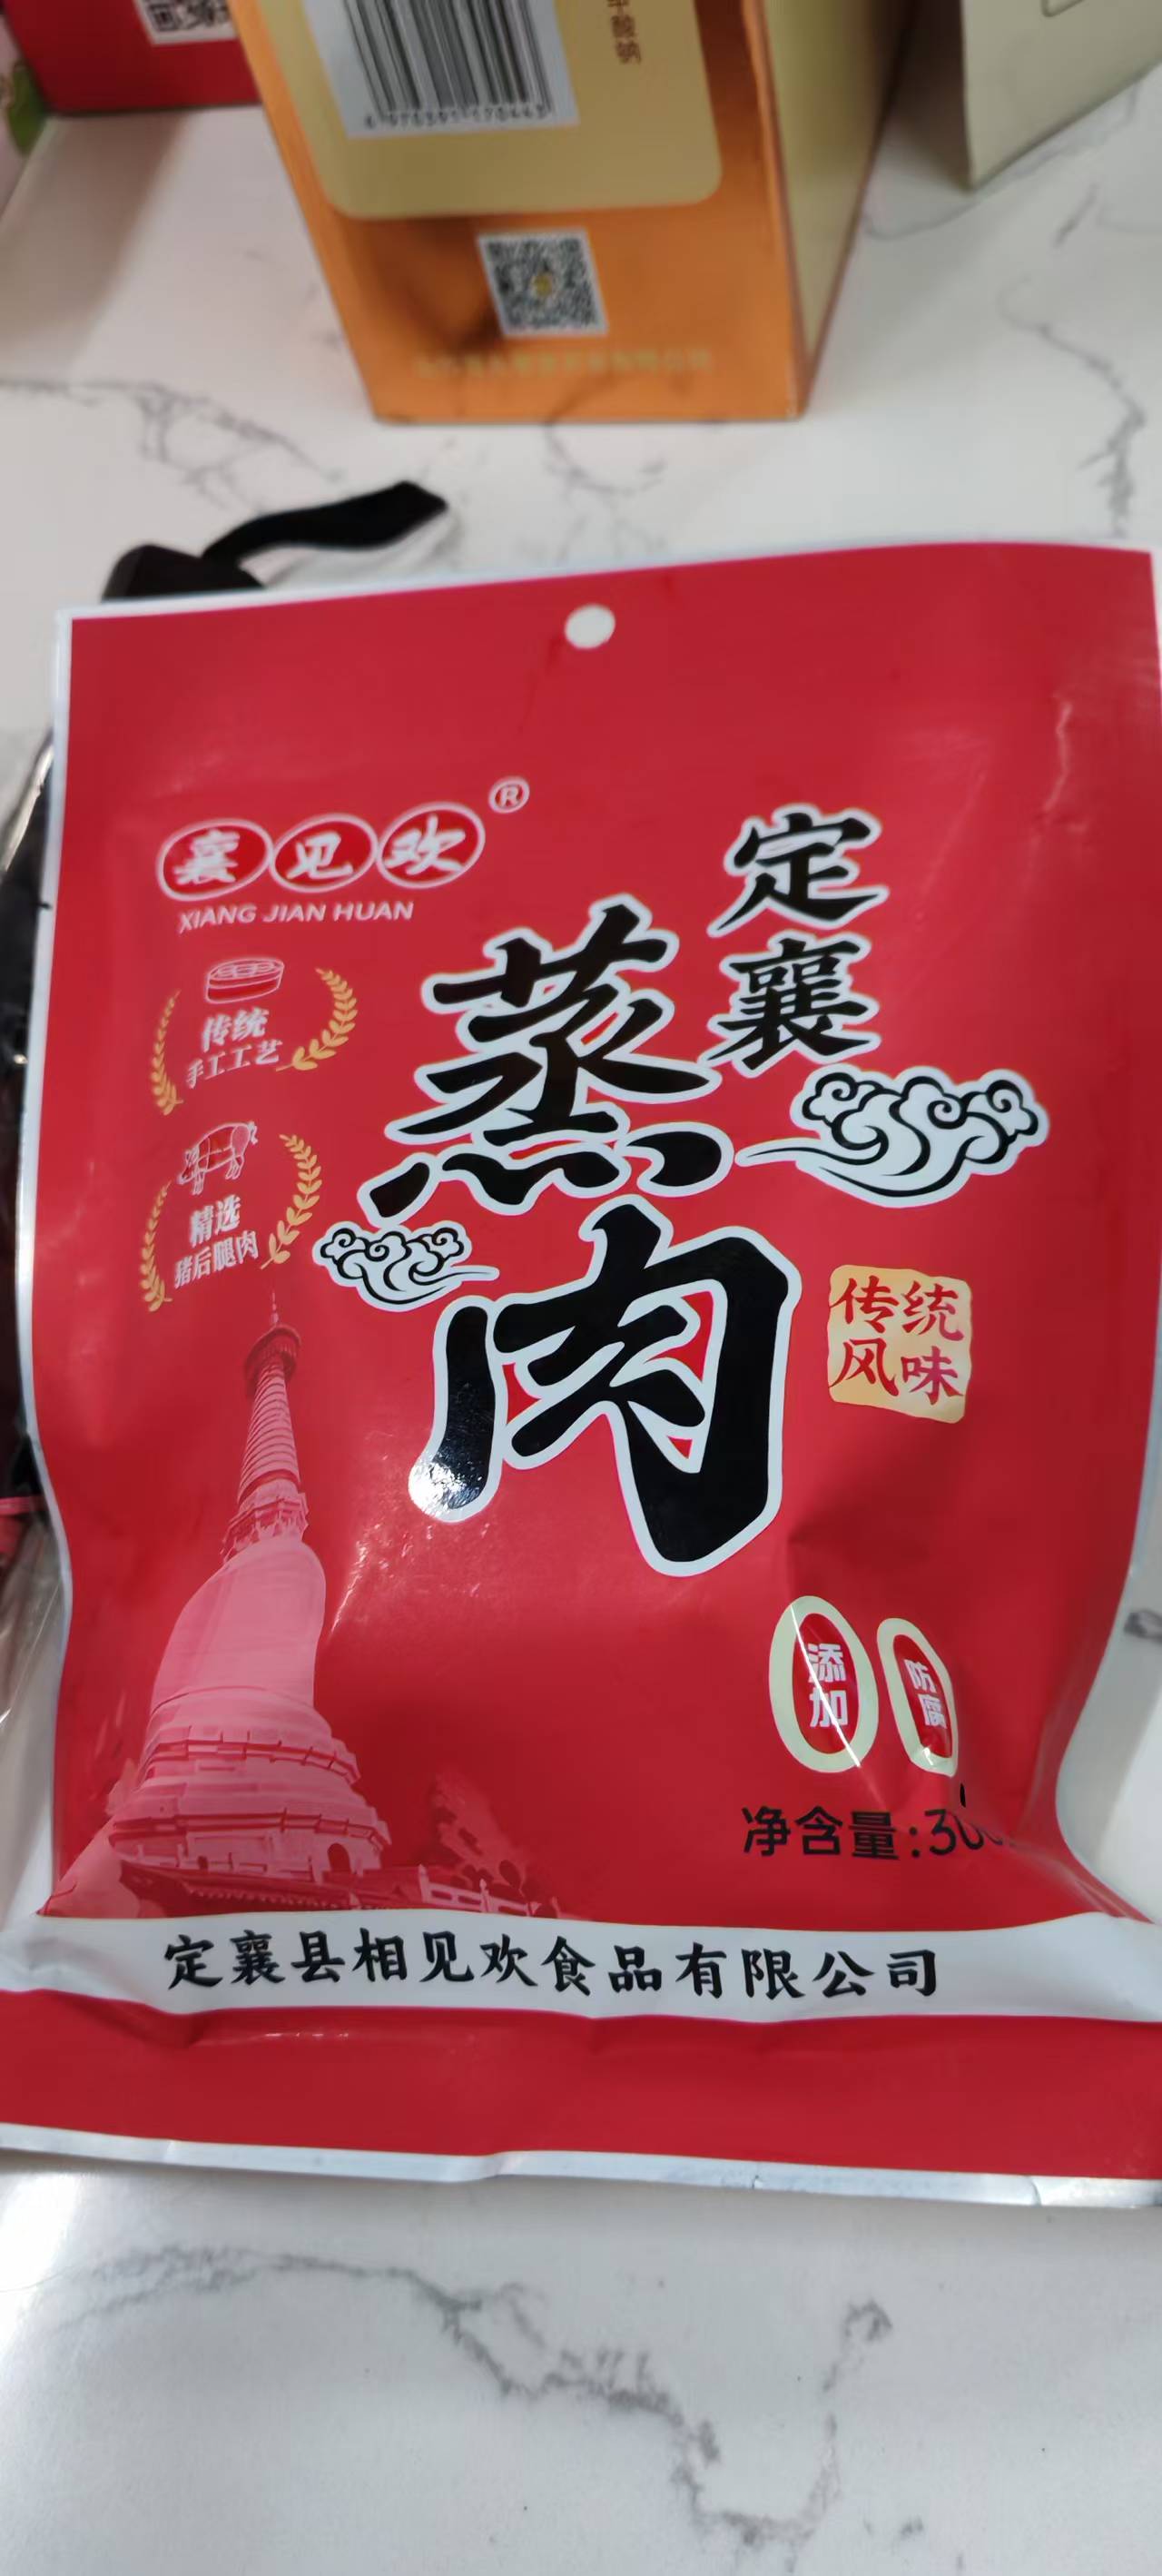 襄见欢®
XIANG JIAN HUAN
定襄
蒸肉
传统
手工工艺
精选
猪后腿肉
传统
风味
添加
防腐
净含量:
定襄县相见欢食品有限公司